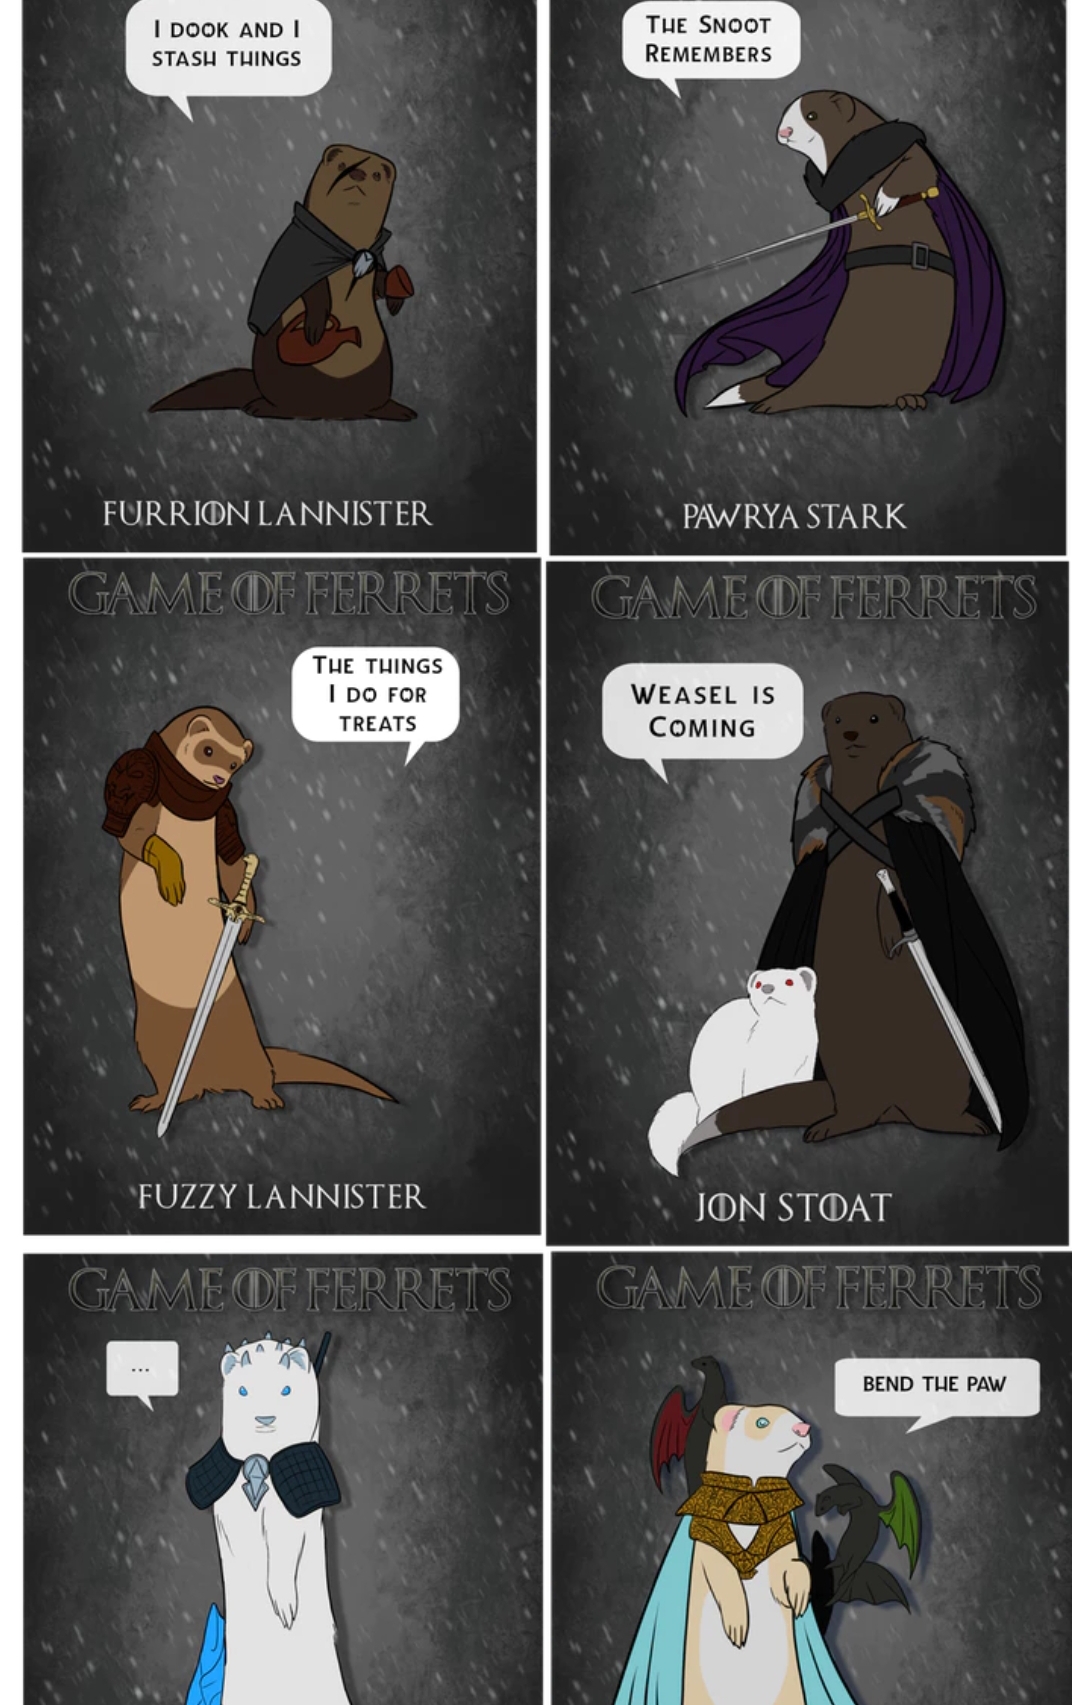 I DOOK AND I
STASH THINGS
FURRION LANNISTER
THE SNOOT
REMEMBERS
PAWRYA STARK
GAME OF FERRETS
THE THINGS
I DO FOR
TREATS
FUZZY LANNISTER
GAME OF FERRETS
WEASEL IS
COMING
JON STOAT
GAME OF FERRETS
...
GAME OF FERRETS
BEND THE PAW